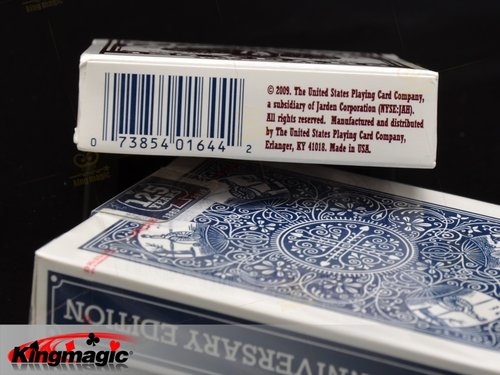 © 2009. The United States Playing Card Company,
a subsidiary of Jarden Corporation (NYSE:JAH).
All rights reserved. Manufactured and distributed
by The United States Playing Card Company,
Erlanger, KY 41018. Made in USA.
0 73854 01644 2
125
ANNIVERSARY EDITION
Kingmagic
kingmagic